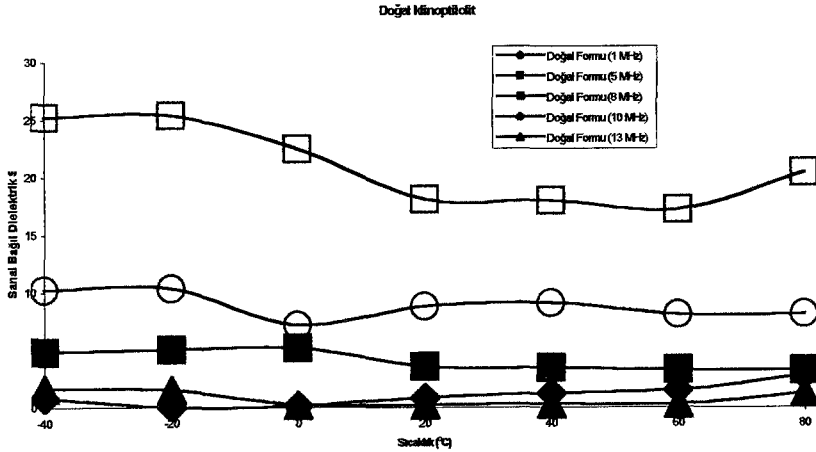 Doğal klinoptilolit
Doğal Formu (1 MHz)
Doğal Formu (5 MHz)
Doğal Formu (8 MHz)
Doğal Formu (10 MHz)
Doğal Formu (13 MHz)
Sanal Bağıl Dielektrik s
30
25
20
15
10
5
0
-40
-20
0
20
40
60
80
Sıcaklık (°C)